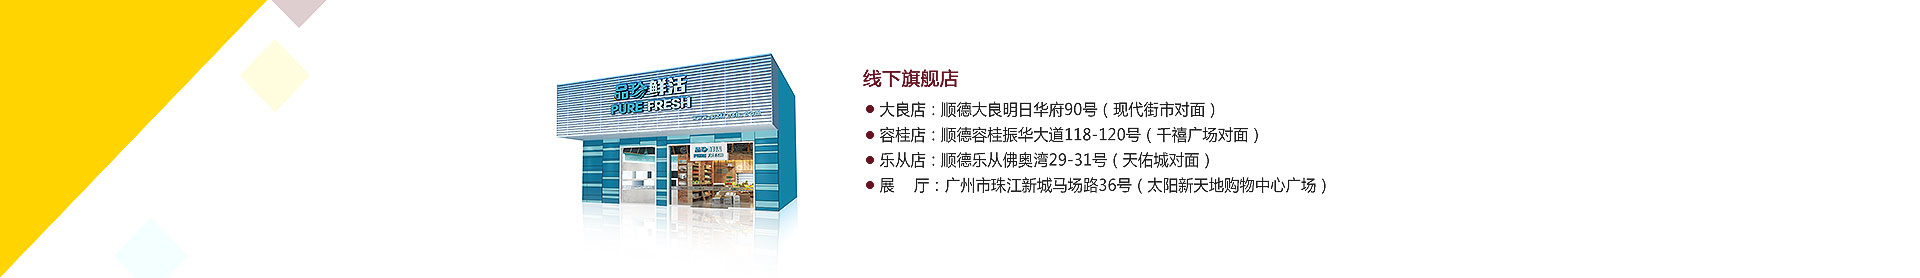 品珍鲜活
PURE FRESH
线下旗舰店
● 大良店：顺德大良明日华府90号（现代街市对面）
● 容桂店：顺德容桂振华大道118-120号（千禧广场对面）
● 乐从店：顺德乐从佛奥湾29-31号（天佑城对面）
● 展　厅：广州市珠江新城马场路36号（太阳新天地购物中心广场）